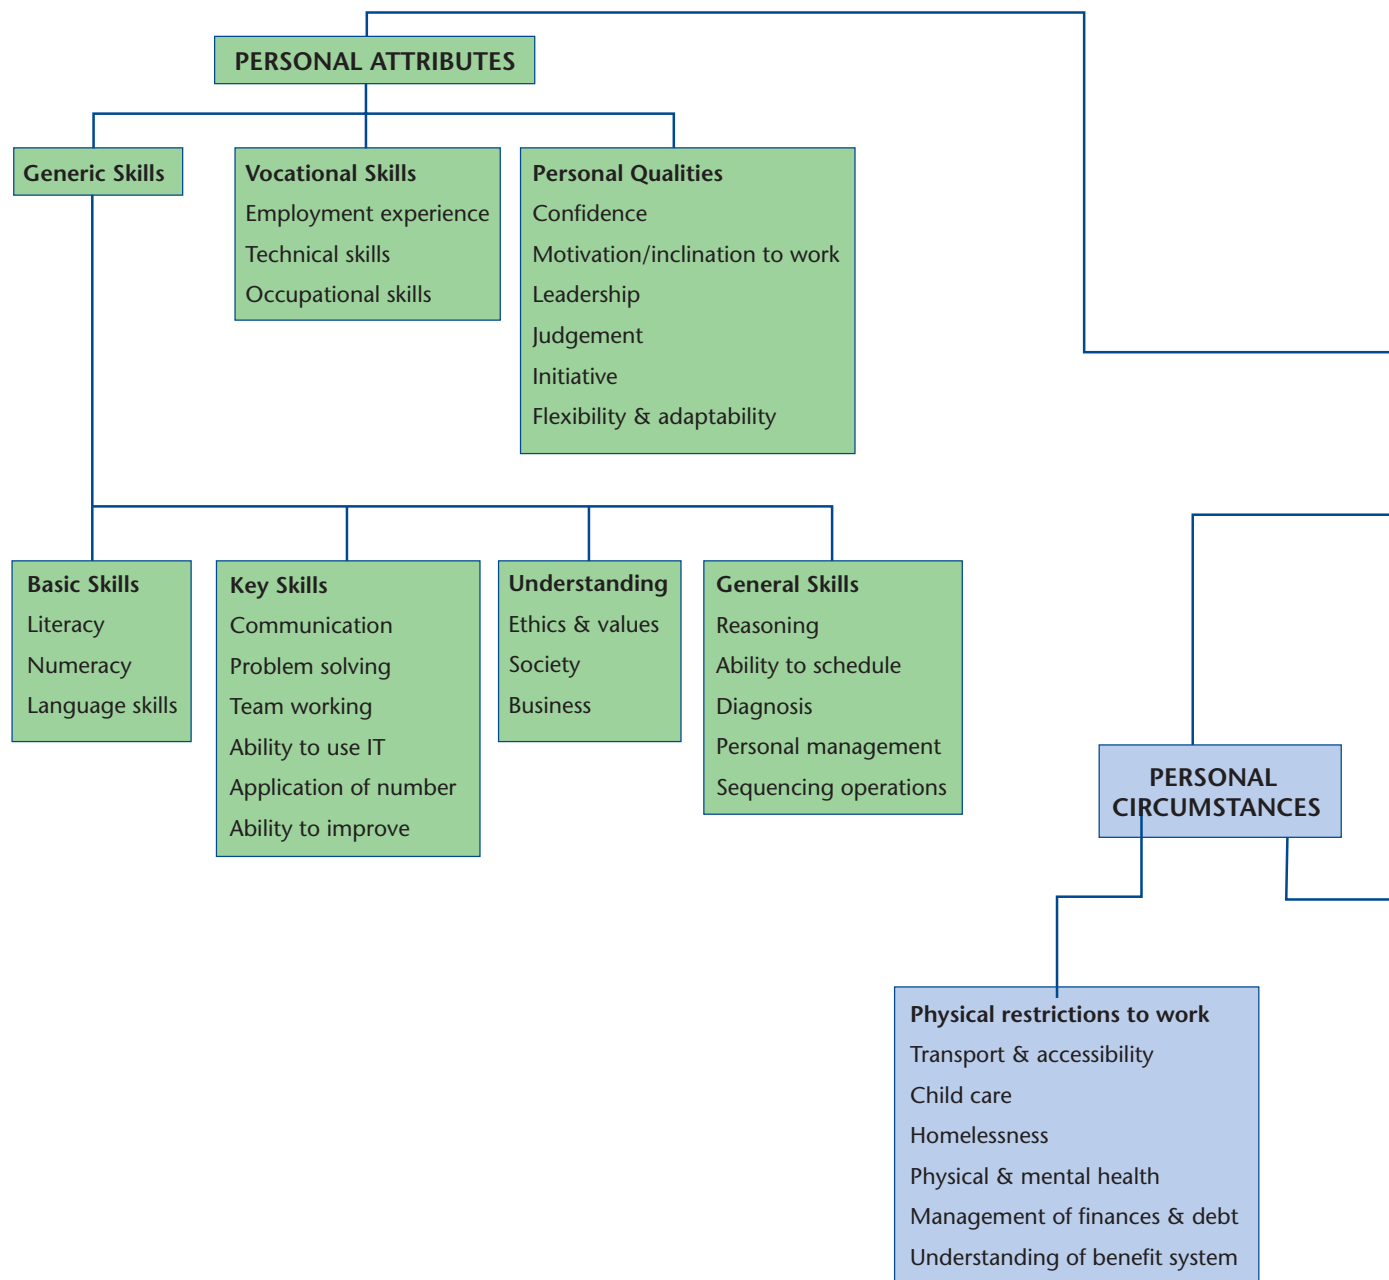 PERSONAL ATTRIBUTES
Generic Skills
Vocational Skills
Employment experience
Technical skills
Occupational skills
Personal Qualities
Confidence
Motivation/inclination to work
Leadership
Judgement
Initiative
Flexibility & adaptability
Basic Skills
Literacy
Numeracy
Language skills
Key Skills
Communication
Problem solving
Team working
Ability to use IT
Application of number
Ability to improve
Understanding
Ethics & values
Society
Business
General Skills
Reasoning
Ability to schedule
Diagnosis
Personal management
Sequencing operations
PERSONAL
CIRCUMSTANCES
Physical restrictions to work
Transport & accessibility
Child care
Homelessness
Physical & mental health
Management of finances & debt
Understanding of benefit system